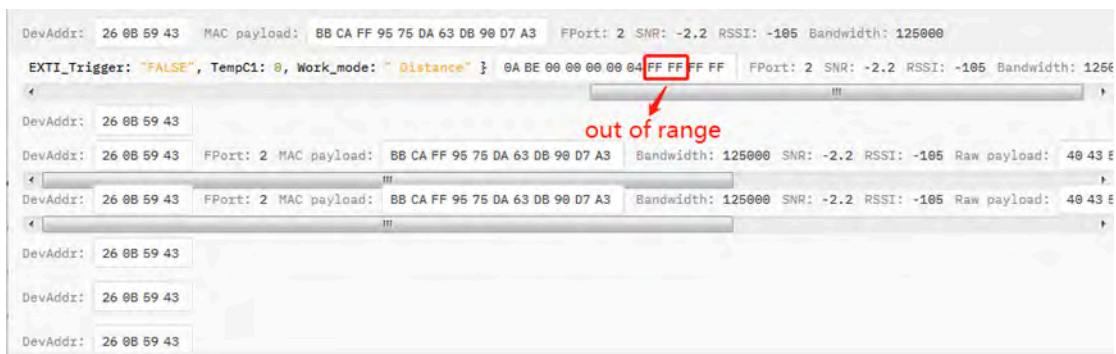 DevAddr: 26 0B 59 43 MAC payload: BB CA FF 95 75 DA 63 DB 90 D7 A3 FPort: 2 SNR: -2.2 RSSI: -105 Bandwidth: 125000
EXTI_Trigger: "FALSE", TempC1: 0, Work_mode: " Distance" } 0A BE 00 00 00 00 04 FF FF FF FF FPort: 2 SNR: -2.2 RSSI: -105 Bandwidth: 1250
DevAddr: 26 0B 59 43
out of range
DevAddr: 26 0B 59 43 FPort: 2 MAC payload: BB CA FF 95 75 DA 63 DB 90 D7 A3 Bandwidth: 125000 SNR: -2.2 RSSI: -105 Raw payload: 40 43 5
DevAddr: 26 0B 59 43 FPort: 2 MAC payload: BB CA FF 95 75 DA 63 DB 90 D7 A3 Bandwidth: 125000 SNR: -2.2 RSSI: -105 Raw payload: 40 43 5
DevAddr: 26 0B 59 43
DevAddr: 26 0B 59 43
DevAddr: 26 0B 59 43